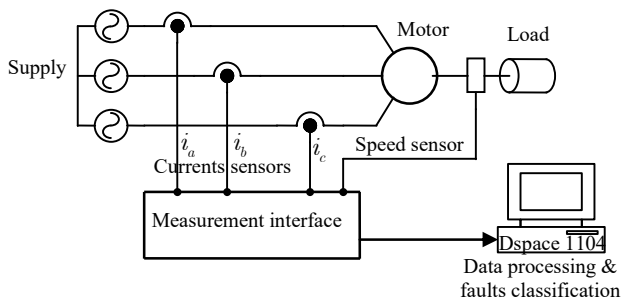 Motor
Load
Supply
i_a
i_b
i_c
Speed sensor
Currents sensors
Measurement interface
Dspace 1104
Data processing &
faults classification